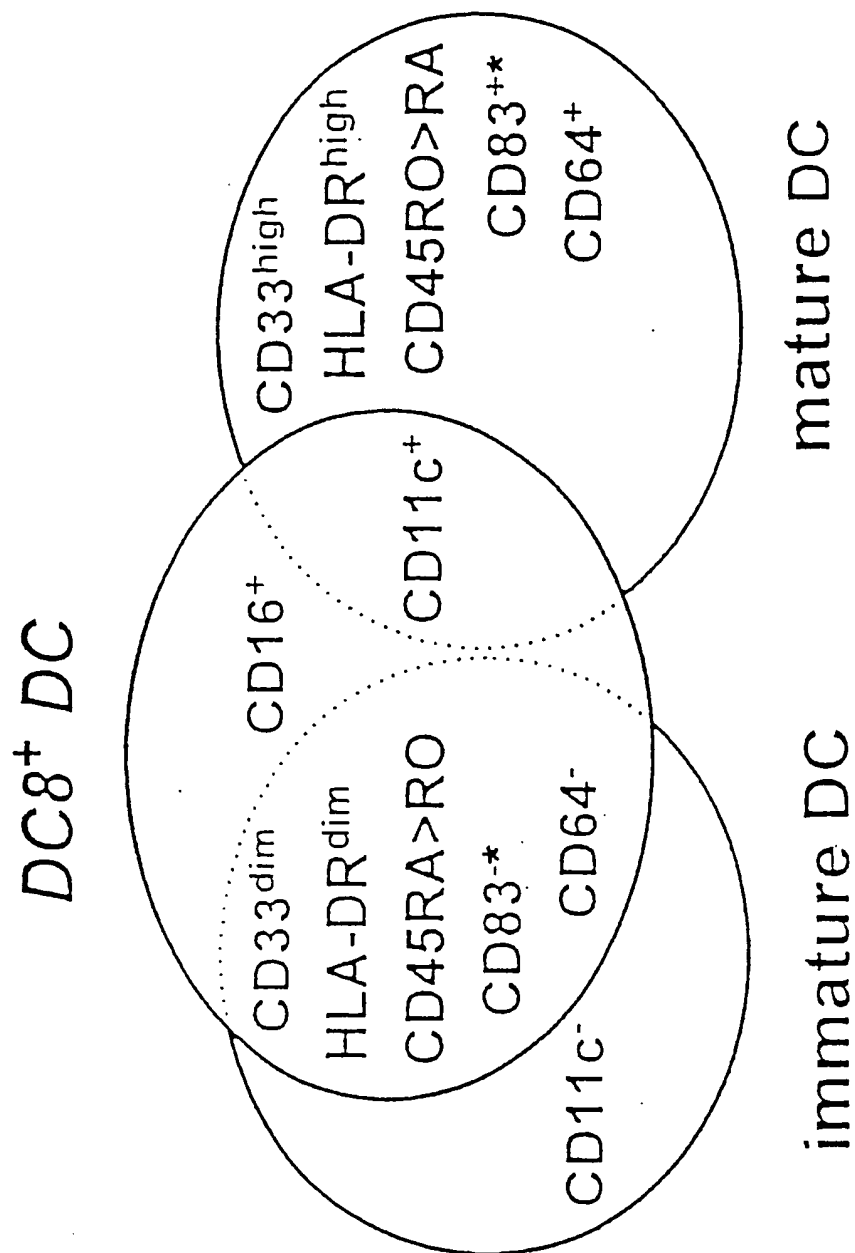 DC8⁺ DC
CD33ᵈⁱᵐ
HLA-DRᵈⁱᵐ
CD45RA>RO
CD83⁻*
CD64⁻
CD11c⁻
CD16⁺
CD11c⁺
CD33ʰⁱᵍʰ
HLA-DRʰⁱᵍʰ
CD45RO>RA
CD83⁺*
CD64⁺
immature DC
mature DC